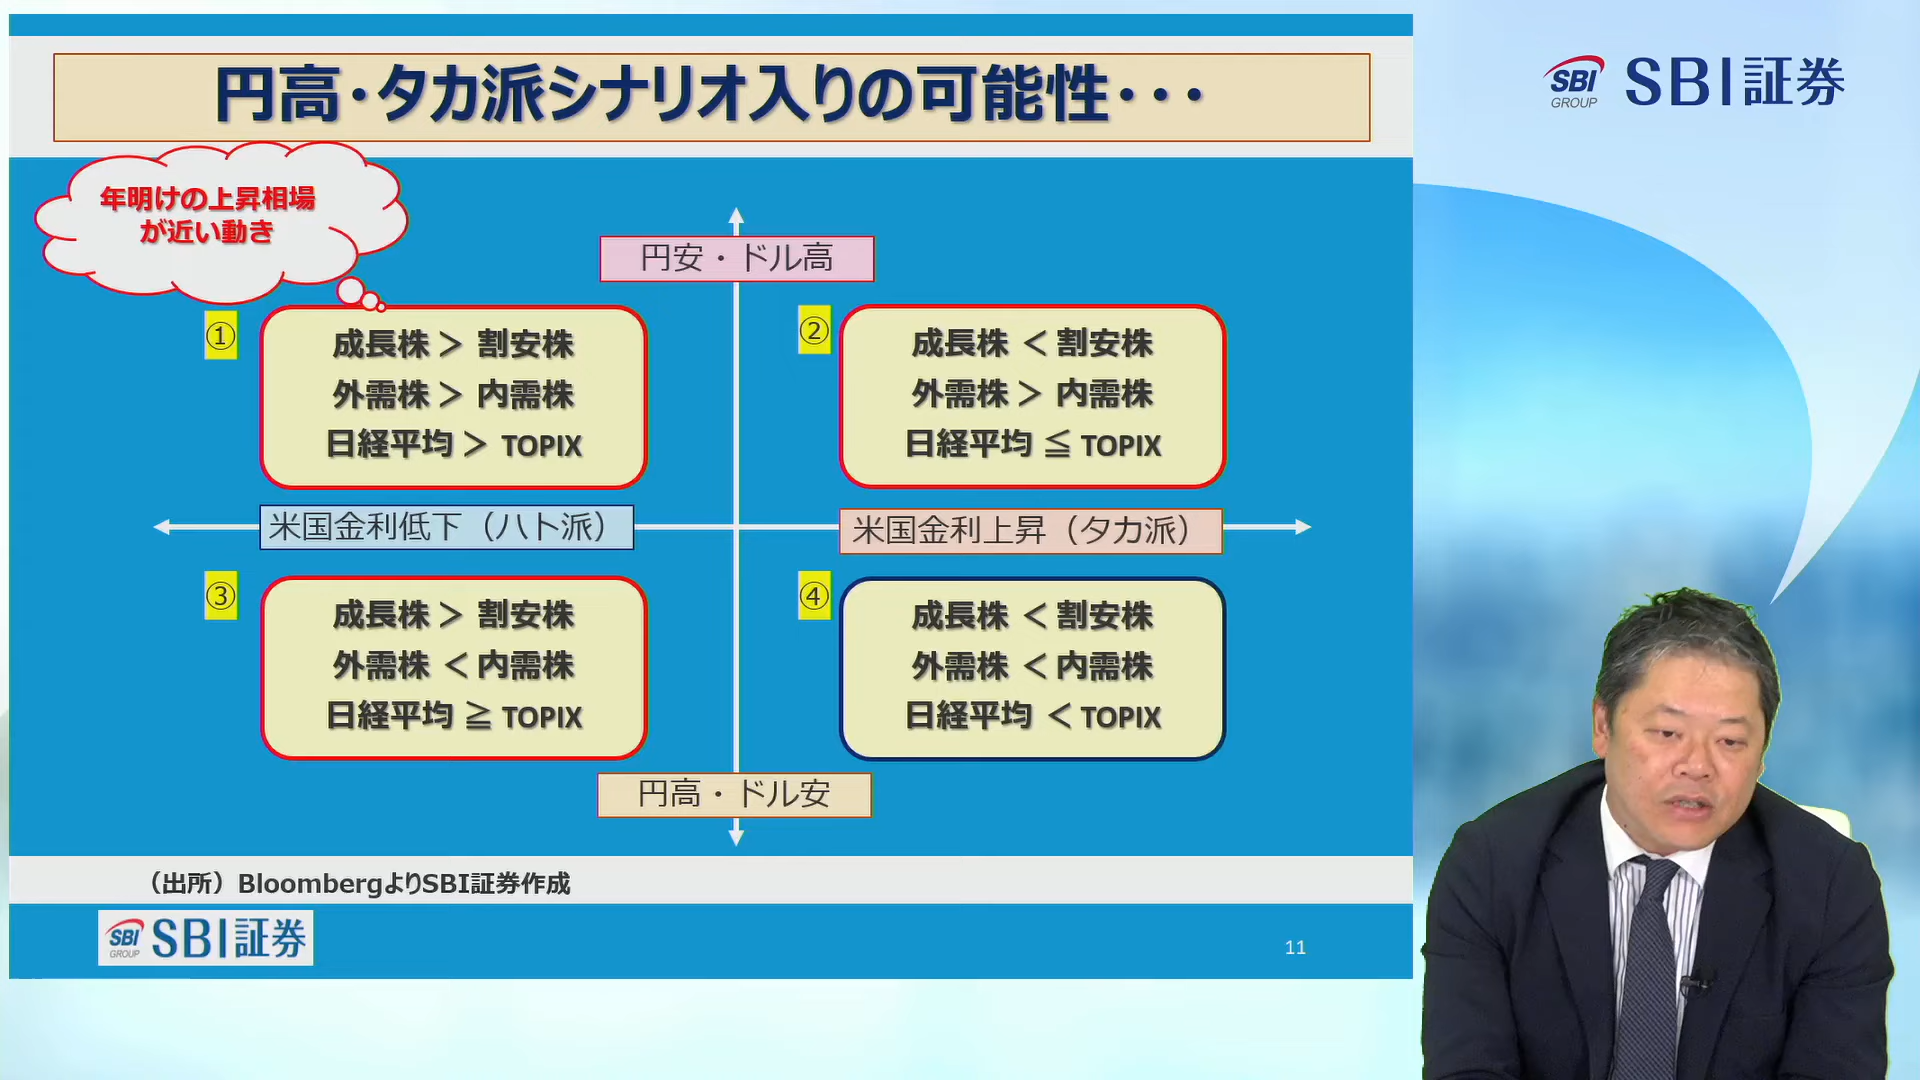 円高・タカ派シナリオ入りの可能性・・・
SBI
GROUP
SBI証券
年明けの上昇相場
が近い動き
円安・ドル高
①
成長株 ＞ 割安株
外需株 ＞ 内需株
日経平均 ＞ TOPIX
②
成長株 ＜ 割安株
外需株 ＞ 内需株
日経平均 ≦ TOPIX
米国金利低下（ハト派）
米国金利上昇（タカ派）
③
成長株 ＞ 割安株
外需株 ＜ 内需株
日経平均 ≧ TOPIX
④
成長株 ＜ 割安株
外需株 ＜ 内需株
日経平均 ＜ TOPIX
円高・ドル安
（出所）BloombergよりSBI証券作成
SBI
GROUP
SBI証券
11